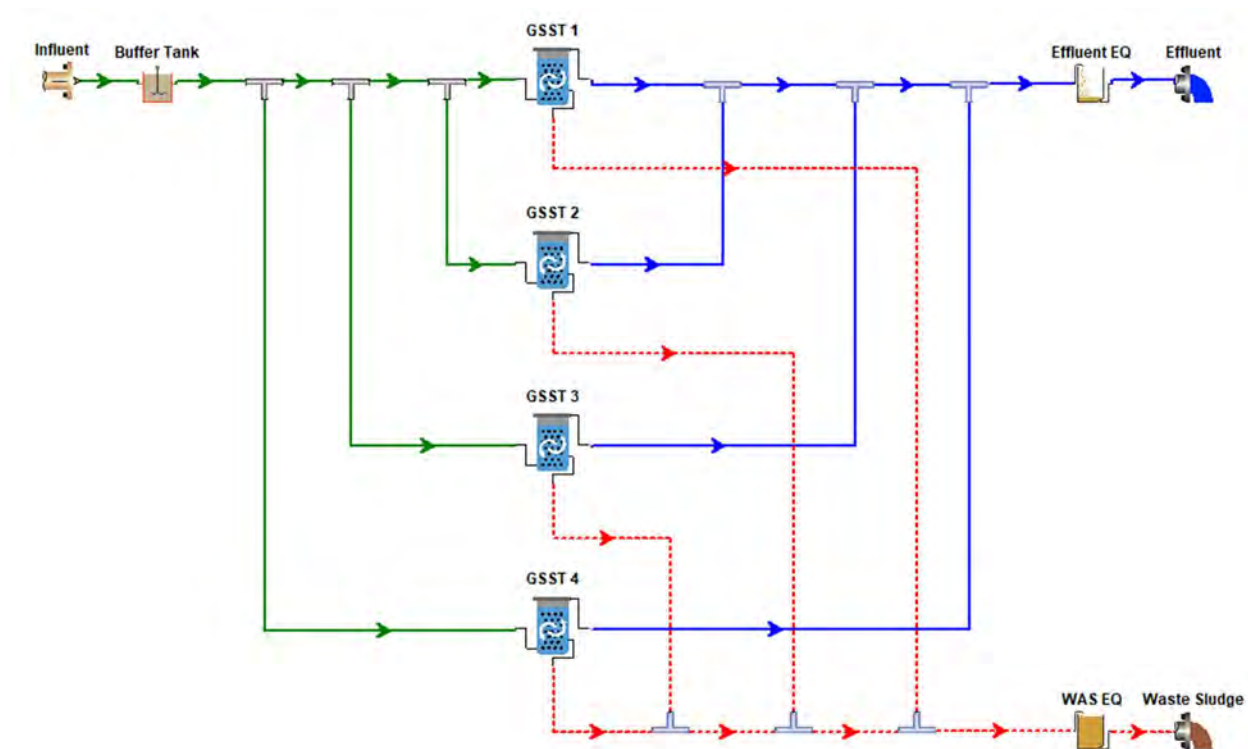 Influent
Buffer Tank
GSST 1
Effluent EQ
Effluent
GSST 2
GSST 3
GSST 4
WAS EQ
Waste Sludge